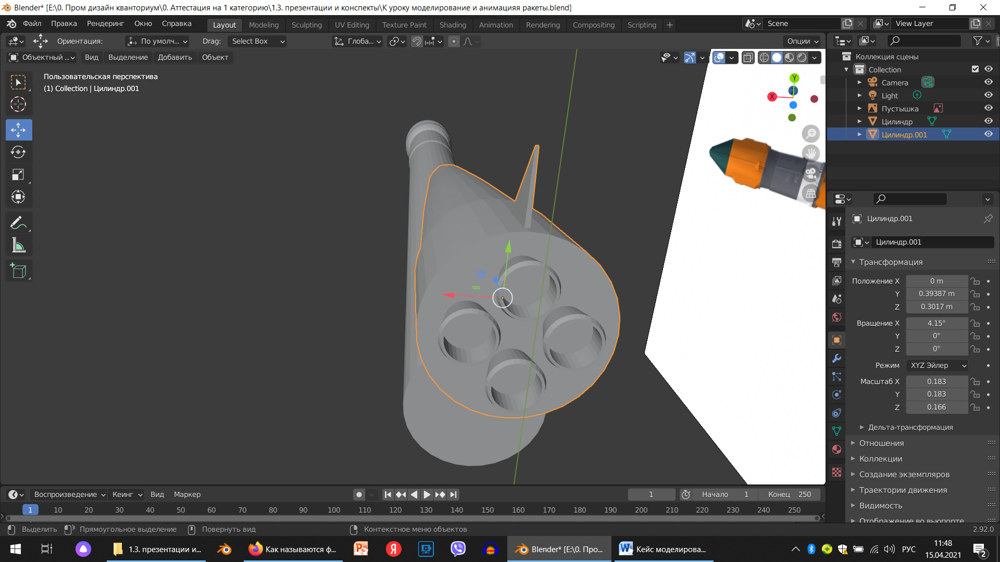 Blender* [E:\0. Пром дизайн кванториум\0. Аттестация на 1 категорию\1.3. презентации и конспекты\К уроку моделирование и анимацияя ракеты.blend]
Файл Правка Рендеринг Окно Справка Layout Modeling Sculpting UV Editing Texture Paint Shading Animation Rendering Compositing Scripting + Scene View Layer
Ориентация: По умолч... Drag: Select Box Глоба... Опции
Объектный ... Вид Выделение Добавить Объект
Пользовательская перспектива
(1) Collection | Цилиндр.001
Y
X
Z
Коллекция сцены
Collection
Camera
Light
Пустышка
Цилиндр
Цилиндр.001
Цилиндр.001
Цилиндр.001
Трансформация
Положение X 0 m
Y 0.39387 m
Z 0.3017 m
Вращение X 4.15°
Y 0°
Z 0°
Режим XYZ Эйлер
Масштаб X 0.183
Y 0.183
Z 0.166
Дельта-трансформация
Отношения
Коллекции
Создание экземпляров
Траектории движения
Видимость
Отображение во вьюпорте
Воспроизведение Кеинг Вид Маркер 1 Начало 1 Конец 250
1 10 20 30 40 50 60 70 80 90 100 110 120 130 140 150 160 170 180 190 200 210 220 230 240 250
Выделить Прямоугольное выделение Повернуть вид Контекстное меню объектов 2.92.0
1.3. презентации и... Как называются ф... Я Blender* [E:\0. Про... Кейс моделирова... РУС 11:48
15.04.2021 2